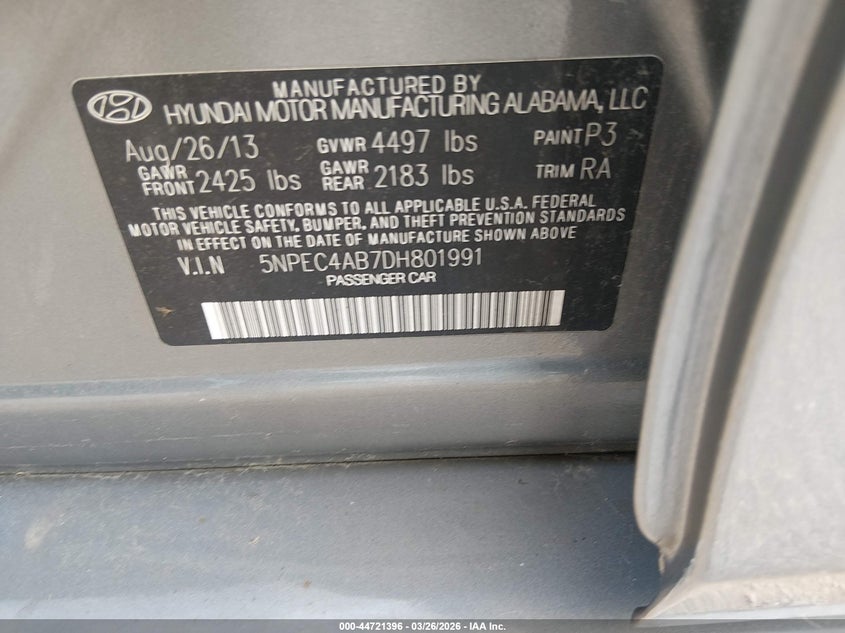 MANUFACTURED BY
HYUNDAI MOTOR MANUFACTURING ALABAMA, LLC
Aug/26/13 GVWR 4497 lbs PAINT P3
GAWR FRONT 2425 lbs GAWR REAR 2183 lbs TRIM RA
THIS VEHICLE CONFORMS TO ALL APPLICABLE U.S.A. FEDERAL
MOTOR VEHICLE SAFETY, BUMPER, AND THEFT PREVENTION STANDARDS
IN EFFECT ON THE DATE OF MANUFACTURE SHOWN ABOVE
V.I.N 5NPEC4AB7DH801991
PASSENGER CAR
000-44721396 | 03/26/2026 | IAA Inc.